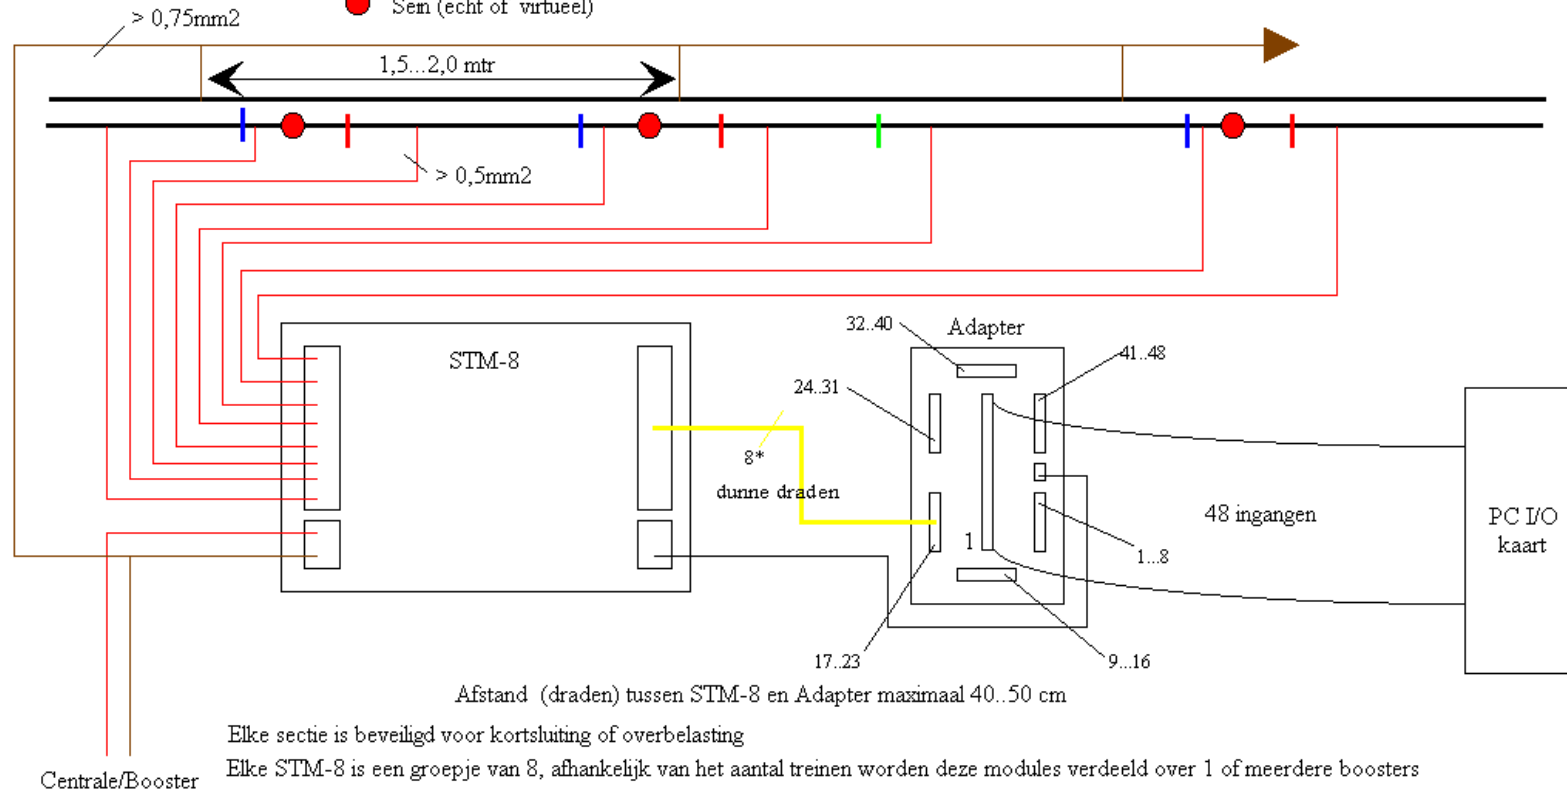 Sein (echt of virtueel)
> 0,75mm2
1,5...2,0 mtr
> 0,5mm2
STM-8
32..40
Adapter
41..48
24..31
8*
dunne draden
48 ingangen
PC I/O
kaart
1
1...8
17..23
9...16
Afstand (draden) tussen STM-8 en Adapter maximaal 40..50 cm
Elke sectie is beveiligd voor kortsluiting of overbelasting
Elke STM-8 is een groepje van 8, afhankelijk van het aantal treinen worden deze modules verdeeld over 1 of meerdere boosters
Centrale/Booster